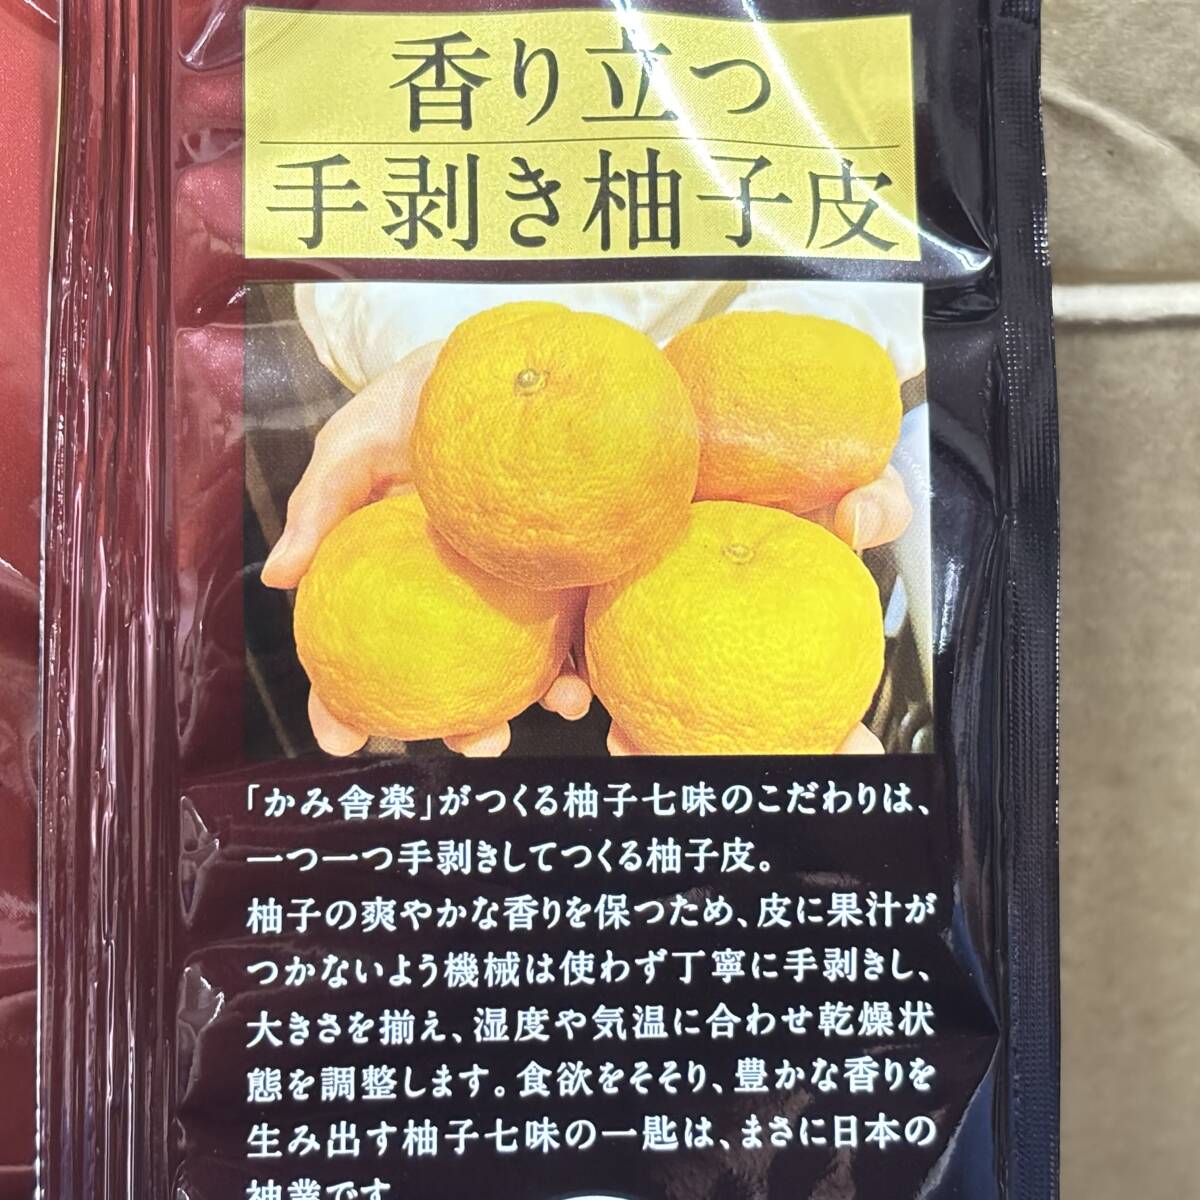 香り立つ
手剥き柚子皮
「かみ舎楽」がつくる柚子七味のこだわりは、
一つ一つ手剥きしてつくる柚子皮。
柚子の爽やかな香りを保つため、皮に果汁が
つかないよう機械は使わず丁寧に手剥きし、
大きさを揃え、湿度や気温に合わせ乾燥状
態を調整します。食欲をそそり、豊かな香りを
生み出す柚子七味の一匙は、まさに日本の
神業です